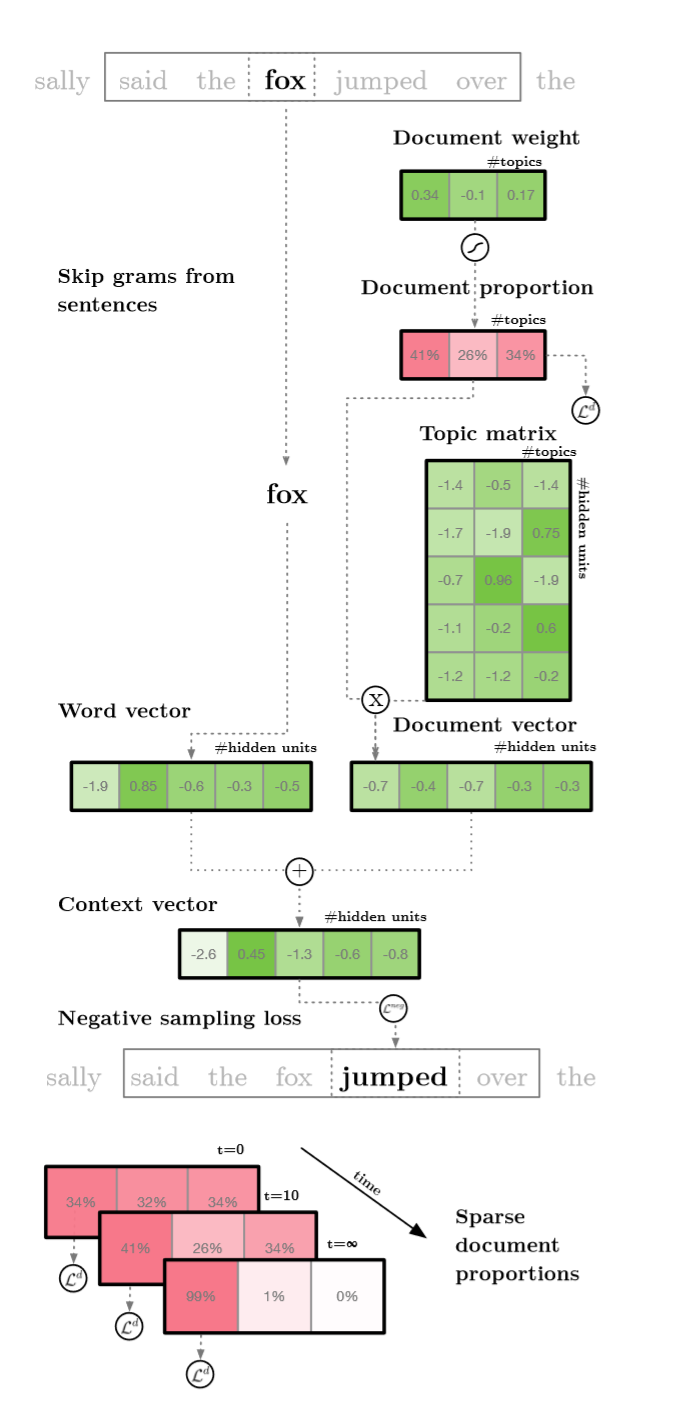 sally said the fox jumped over the
Document weight
#topics
0.34 -0.1 0.17
Skip grams from
sentences
Document proportion
#topics
41% 26% 34%
ℒᵈ
Topic matrix
#topics
#hidden units
-1.4 -0.5 -1.4
-1.7 -1.9 0.75
-0.7 0.96 -1.9
-1.1 -0.2 0.6
-1.2 -1.2 -0.2
fox
X
Word vector
#hidden units
-1.9 0.85 -0.6 -0.3 -0.5
Document vector
#hidden units
-0.7 -0.4 -0.7 -0.3 -0.3
+
Context vector
#hidden units
-2.6 0.45 -1.3 -0.6 -0.8
ℒⁿᵉᵍ
Negative sampling loss
sally said the fox jumped over the
t=0
34% 32% 34%
t=10
41% 26% 34%
t=∞
99% 1% 0%
ℒᵈ
ℒᵈ
ℒᵈ
time
Sparse
document
proportions